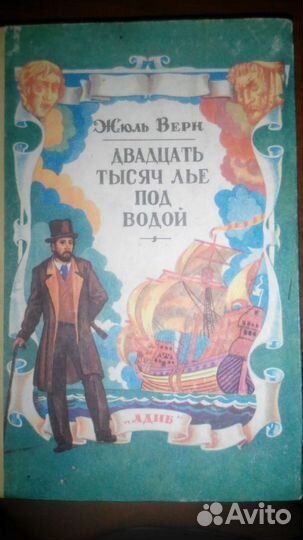 Жюль Верн
ДВАДЦАТЬ
ТЫСЯЧ ЛЬЕ
ПОД
ВОДОЙ
„АДИБ“
Avito